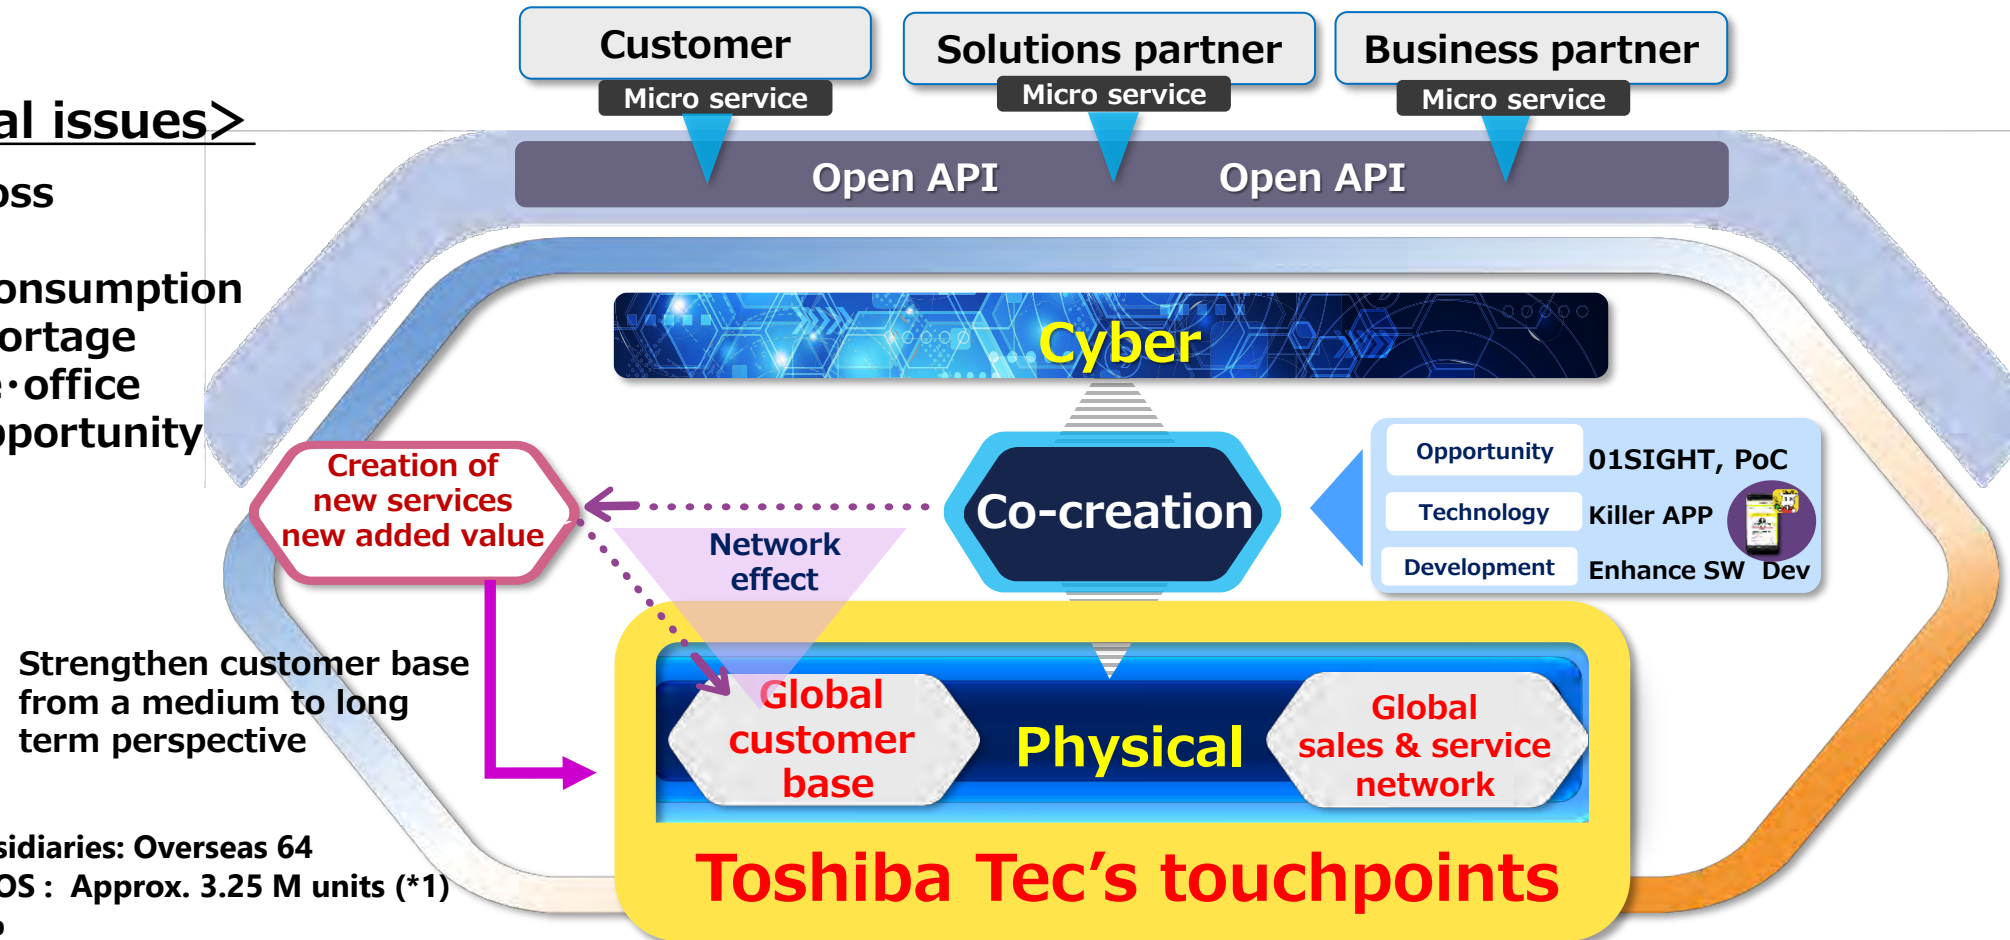 Customer
Solutions partner
Business partner
Micro service
Micro service
Micro service
al issues>
oss
onsumption
ortage
e･office
pportunity
Open API
Open API
Cyber
Creation of
new services
new added value
Co-creation
Network
effect
Opportunity
01SIGHT, PoC
Technology
Killer APP
Development
Enhance SW Dev
Strengthen customer base
from a medium to long
term perspective
Global
customer
base
Physical
Global
sales & service
network
sidiaries: Overseas 64
OS : Approx. 3.25 M units (*1)
Toshiba Tec's touchpoints